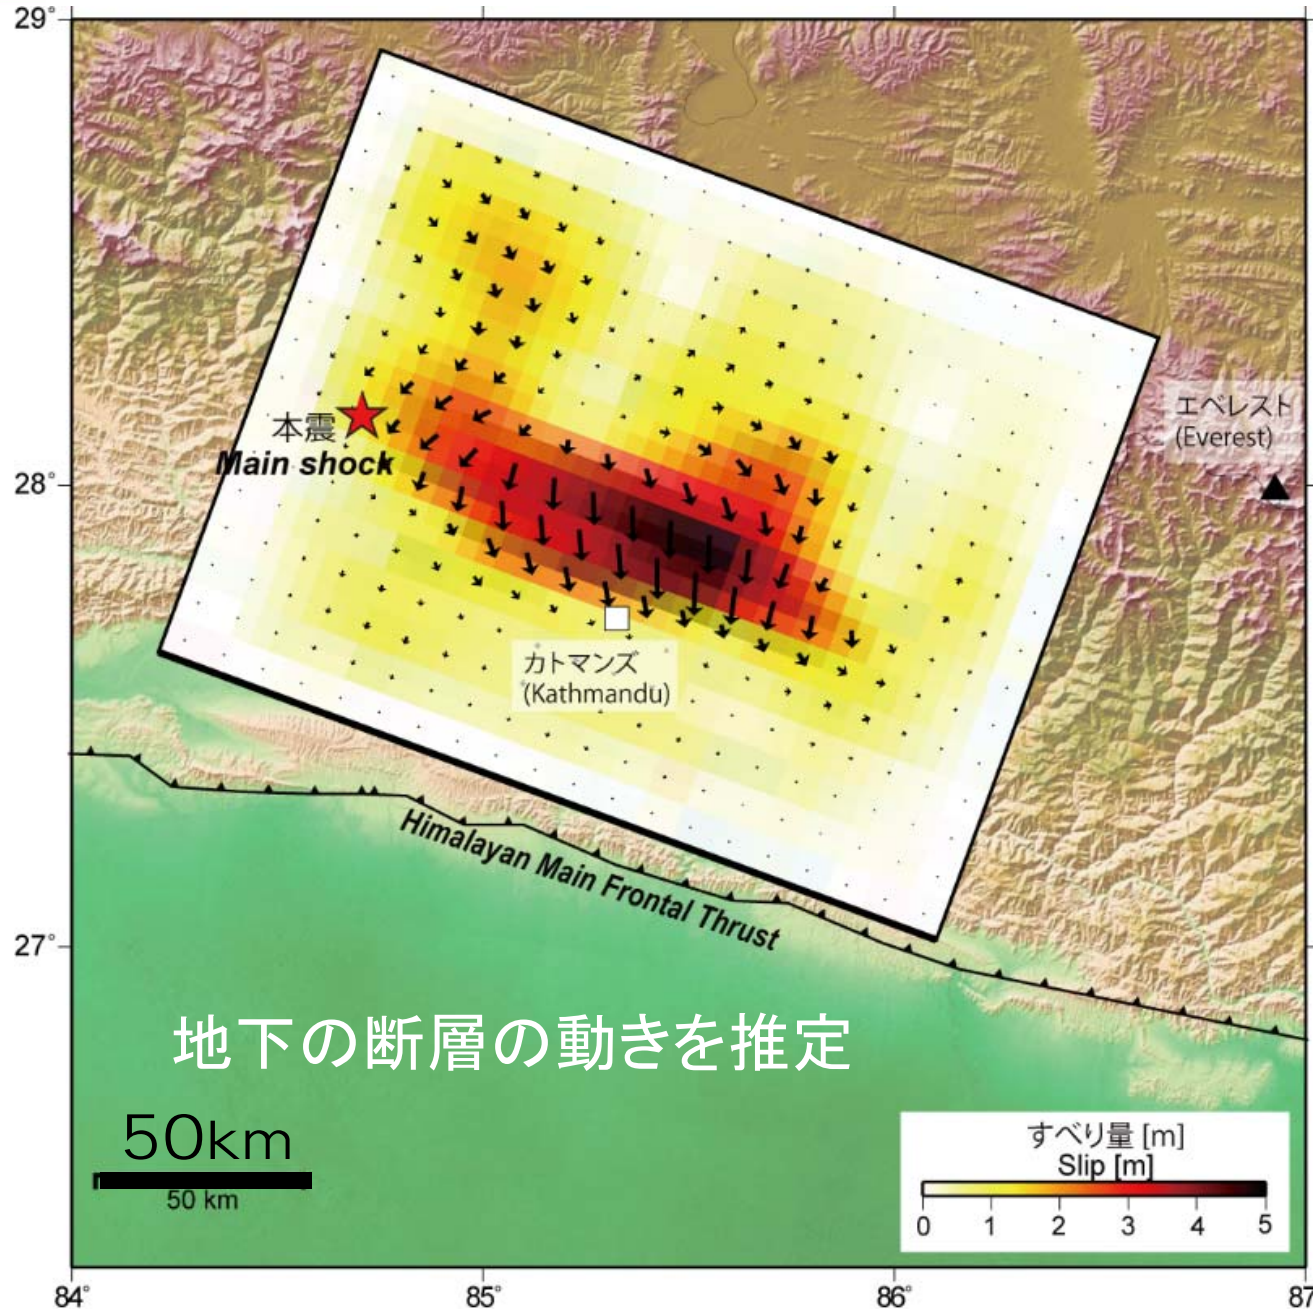 29°
エベレスト
(Everest)
本震
Main shock
28°
カトマンズ
(Kathmandu)
Himalayan Main Frontal Thrust
27°
地下の断層の動きを推定
50km
50 km
すべり量 [m]
Slip [m]
0 1 2 3 4 5
84° 85° 86° 87